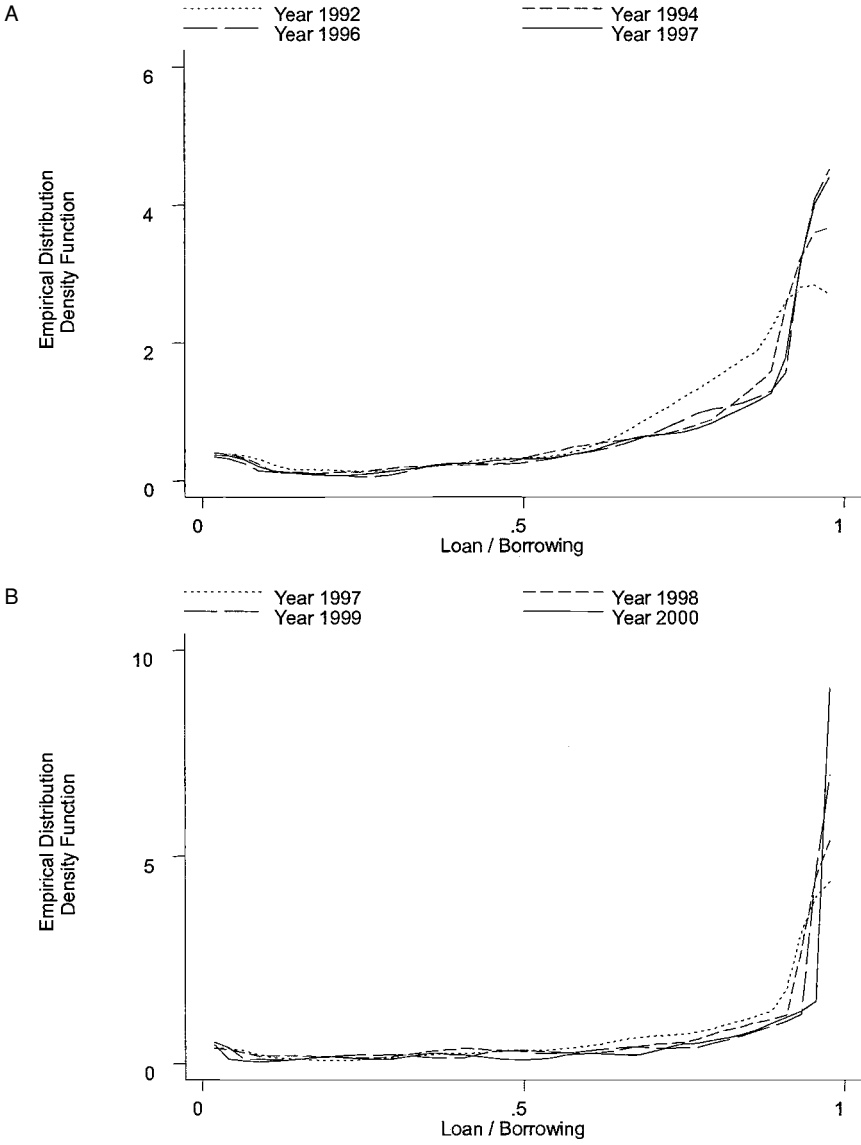 A
Year 1992
Year 1994
Year 1996
Year 1997
6
4
2
0
Empirical Distribution
Density Function
0
.5
1
Loan / Borrowing
B
Year 1997
Year 1998
Year 1999
Year 2000
10
5
0
Empirical Distribution
Density Function
0
.5
1
Loan / Borrowing